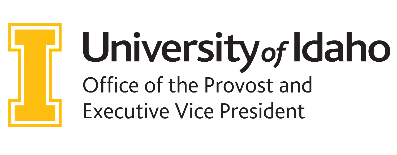 University of Idaho
Office of the Provost and
Executive Vice President